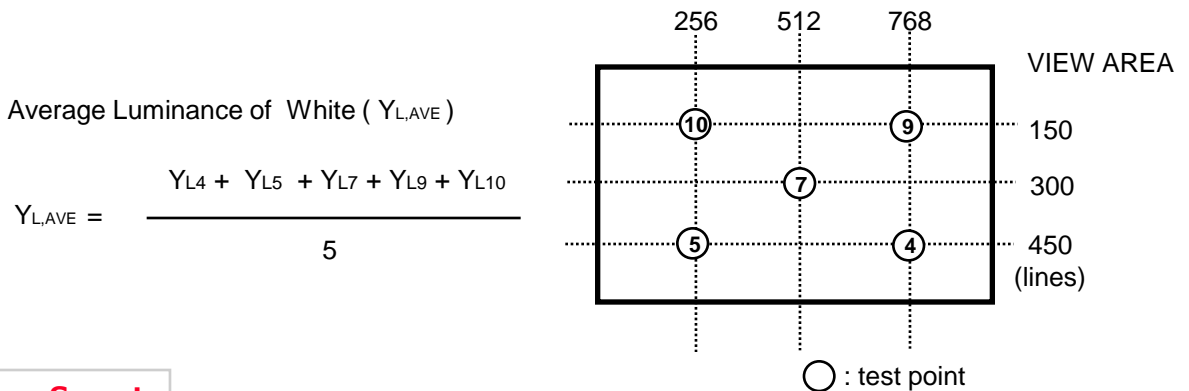 256 512 768
VIEW AREA
Average Luminance of White ( YL,AVE )
10 9 150
YL4 + YL5 + YL7 + YL9 + YL10
YL,AVE =
5
7 300
5 4 450
(lines)
: test point